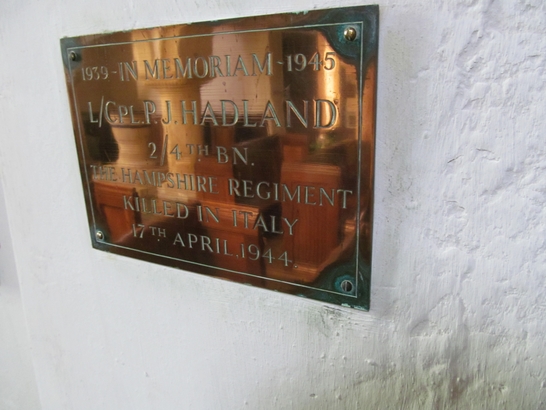 1939 - IN MEMORIAM - 1945
L/CPL. P. J. HADLAND
2/4TH BN.
THE HAMPSHIRE REGIMENT
KILLED IN ITALY
17TH APRIL, 1944.